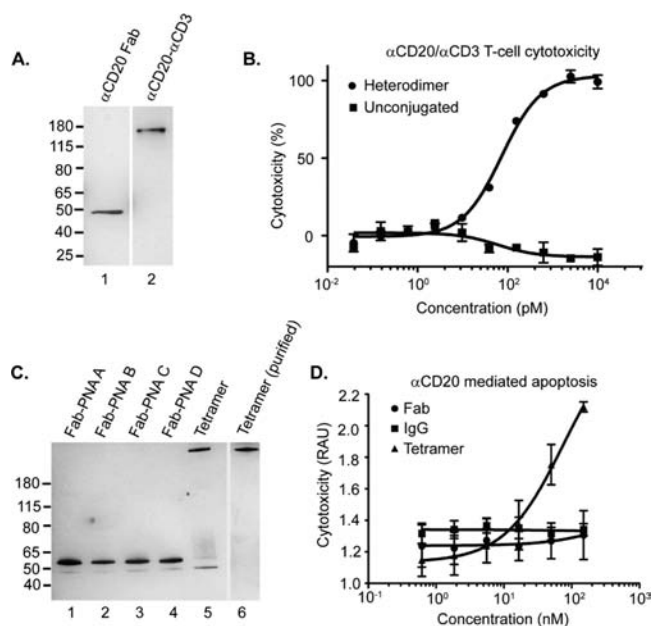 A.
αCD20 Fab
αCD20-αCD3
180
115
80
65
50
40
25
1 2
B.
αCD20/αCD3 T-cell cytotoxicity
Heterodimer
Unconjugated
Cytotoxicity (%)
100
50
0
10-2 100 102 104
Concentration (pM)
C.
Fab-PNA A
Fab-PNA B
Fab-PNA C
Fab-PNA D
Tetramer
Tetramer (purified)
180
115
80
65
50
40
1 2 3 4 5 6
D.
αCD20 mediated apoptosis
Fab
IgG
Tetramer
Cytotoxicity (RAU)
2.2
1.8
1.6
1.4
1.2
1.0
10-1 100 101 102
Concentration (nM)